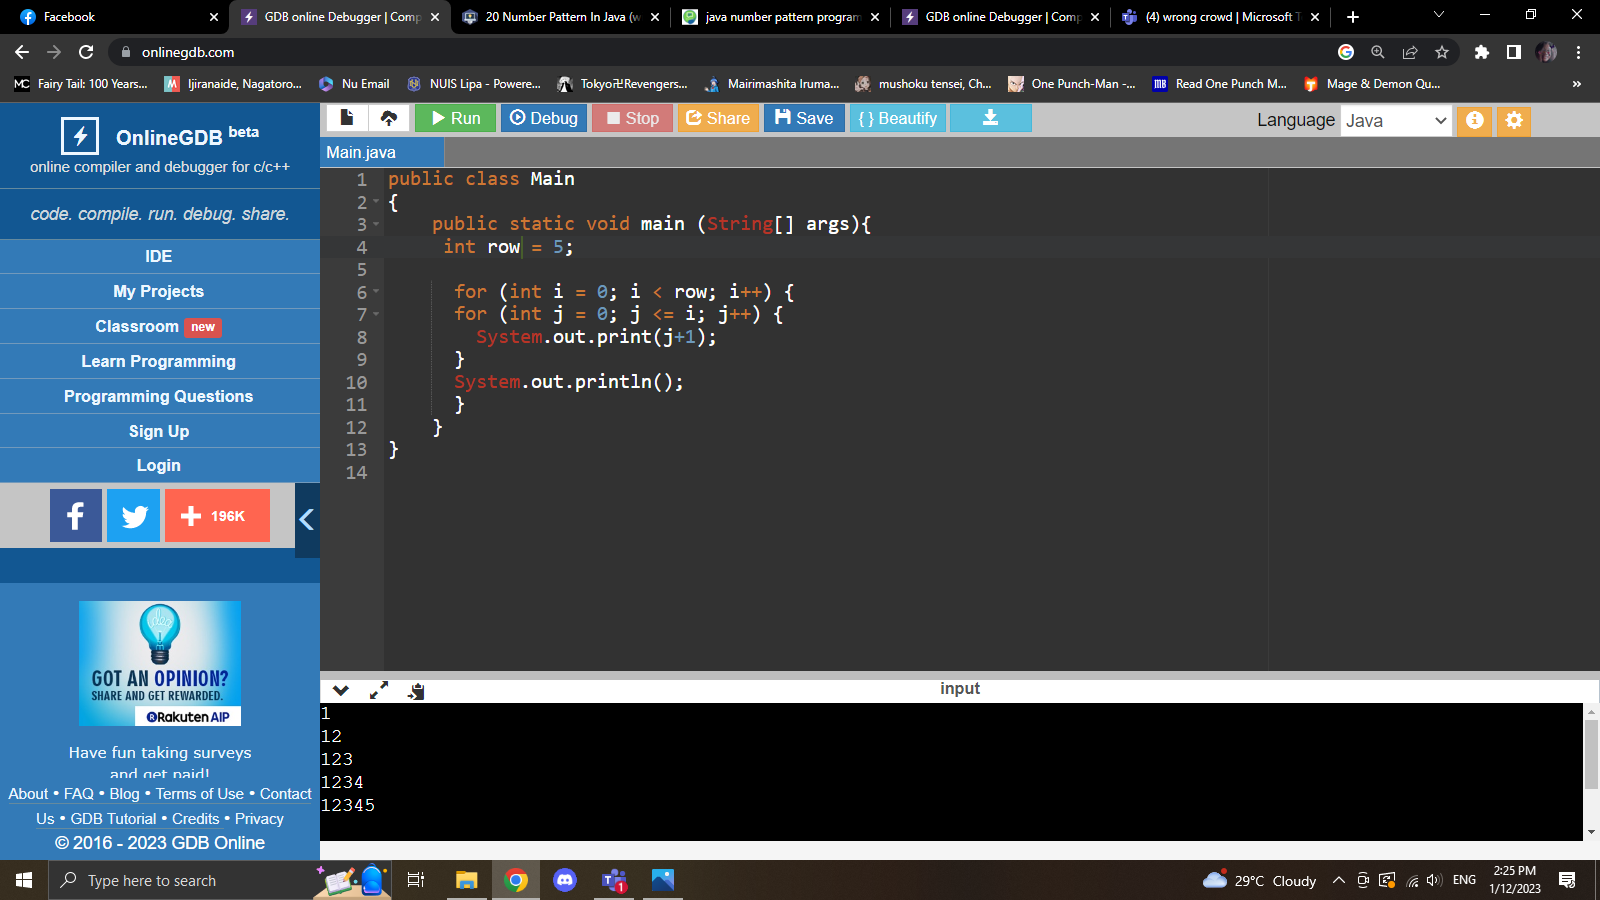 Facebook
GDB online Debugger | Comp
20 Number Pattern In Java (w
java number pattern program
GDB online Debugger | Comp
(4) wrong crowd | Microsoft T
onlinegdb.com
MC Fairy Tail: 100 Years...
M Ijiranaide, Nagatoro...
Nu Email
NUIS Lipa - Powere...
Tokyo卍Revengers...
Mairimashita Iruma...
mushoku tensei, Ch...
One Punch-Man -...
MB Read One Punch M...
Mage & Demon Qu...
»
OnlineGDB beta
online compiler and debugger for c/c++
code. compile. run. debug. share.
IDE
My Projects
Classroom new
Learn Programming
Programming Questions
Sign Up
Login
196K
GOT AN OPINION?
SHARE AND GET REWARDED.
Rakuten AIP
Have fun taking surveys
and get paid!
About • FAQ • Blog • Terms of Use • Contact
Us • GDB Tutorial • Credits • Privacy
© 2016 - 2023 GDB Online
Run Debug Stop Share Save { } Beautify
Language Java
Main.java
1 public class Main
2 {
3 public static void main (String[] args){
4 int row = 5;
5
6 for (int i = 0; i < row; i++) {
7 for (int j = 0; j <= i; j++) {
8 System.out.print(j+1);
9 }
10 System.out.println();
11 }
12 }
13 }
14
input
1
12
123
1234
12345
Type here to search
1
29°C Cloudy
ENG
2:25 PM
1/12/2023